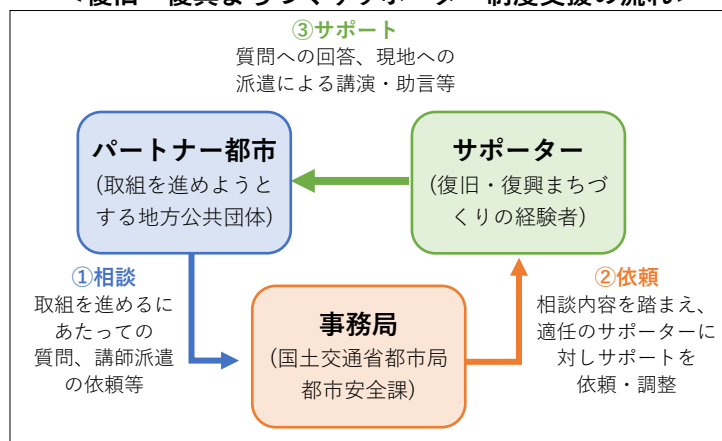 ③サポート
質問への回答、現地への
派遣による講演・助言等
パートナー都市
(取組を進めようと
する地方公共団体)
サポーター
(復旧・復興まちづ
くりの経験者)
①相談
取組を進めるに
あたっての
質問、講師派遣
の依頼等
事務局
(国土交通省都市局
都市安全課)
②依頼
相談内容を踏まえ、
適任のサポーターに
対しサポートを
依頼・調整